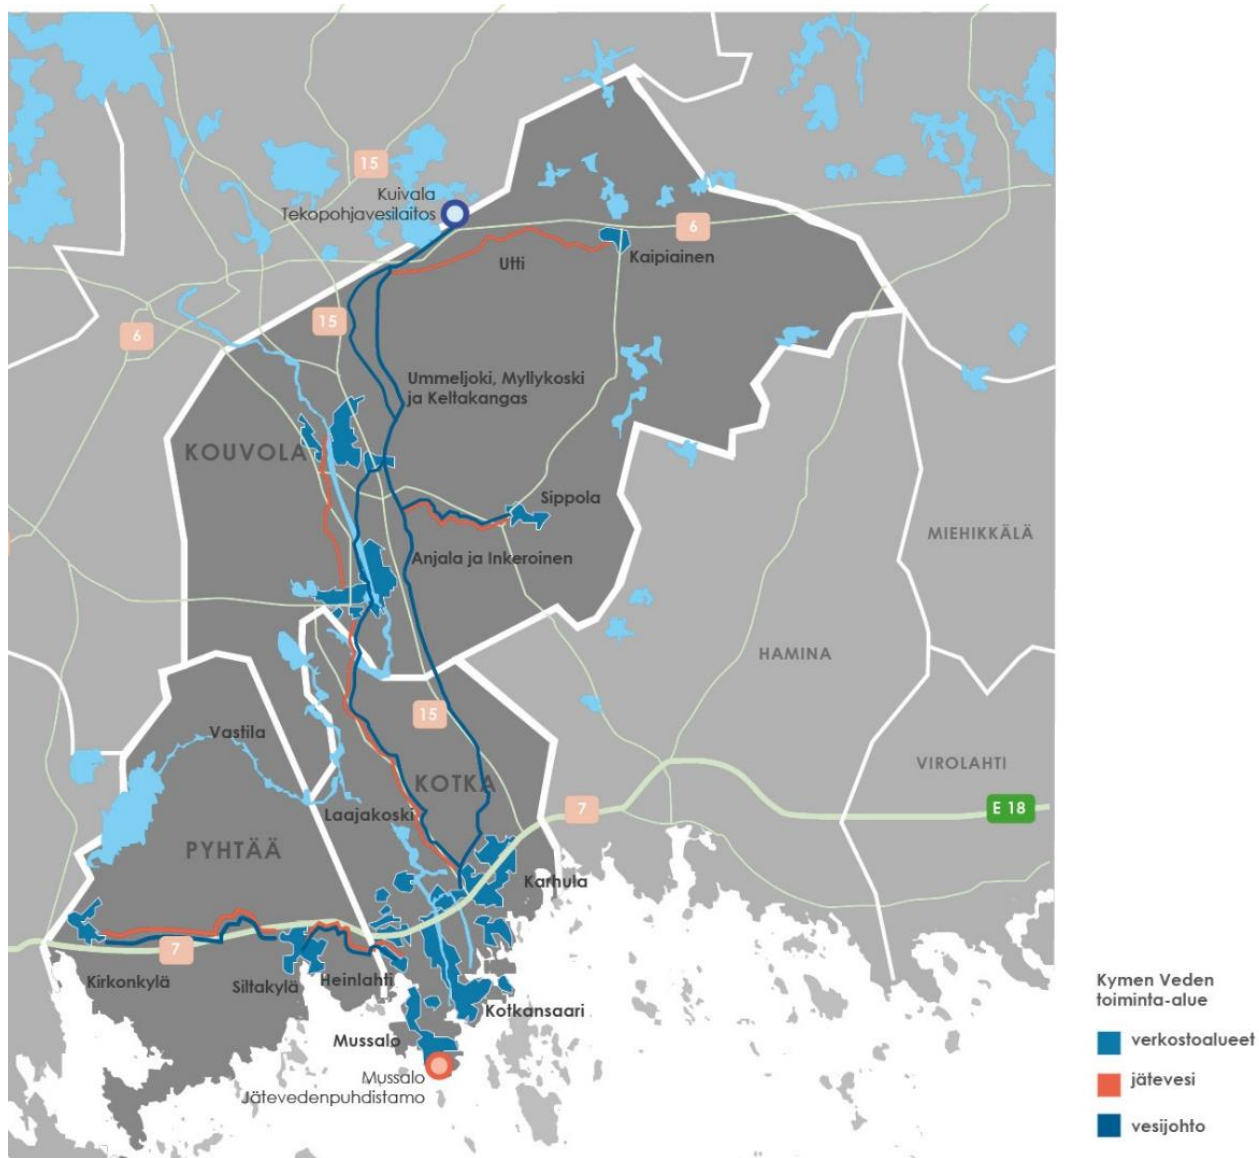 15
Kuivala
Tekopohjavesilaitos
6
Utti
Kaipiainen
15
6
Ummeljoki, Myllykoski
ja Keltakangas
KOUVOLA
Sippola
MIEHIKKÄLÄ
Anjala ja Inkeroinen
HAMINA
15
Vastila
VIROLAHTI
KOTKA
7
E 18
Laajakoski
PYHTÄÄ
Karhula
7
Kirkonkylä
Siltakylä
Heinlahti
Kotkansaari
Mussalo
Mussalo
Jätevedenpuhdistamo
Kymen Veden
toiminta-alue
verkostoalueet
jätevesi
vesijohto